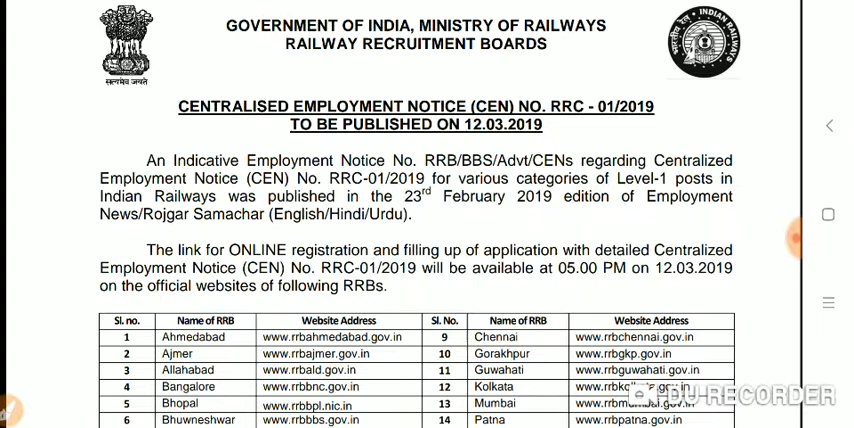 GOVERNMENT OF INDIA, MINISTRY OF RAILWAYS
RAILWAY RECRUITMENT BOARDS
सत्यमेव जयते
भारतीय रेल INDIAN RAILWAYS
CENTRALISED EMPLOYMENT NOTICE (CEN) NO. RRC - 01/2019
TO BE PUBLISHED ON 12.03.2019
An Indicative Employment Notice No. RRB/BBS/Advt/CENs regarding Centralized
Employment Notice (CEN) No. RRC-01/2019 for various categories of Level-1 posts in
Indian Railways was published in the 23rd February 2019 edition of Employment
News/Rojgar Samachar (English/Hindi/Urdu).
The link for ONLINE registration and filling up of application with detailed Centralized
Employment Notice (CEN) No. RRC-01/2019 will be available at 05.00 PM on 12.03.2019
on the official websites of following RRBs.
Sl. no. Name of RRB Website Address Sl. No. Name of RRB Website Address
1 Ahmedabad www.rrbahmedabad.gov.in 9 Chennai www.rrbchennai.gov.in
2 Ajmer www.rrbajmer.gov.in 10 Gorakhpur www.rrbgkp.gov.in
3 Allahabad www.rrbald.gov.in 11 Guwahati www.rrbguwahati.gov.in
4 Bangalore www.rrbbnc.gov.in 12 Kolkata www.rrbkolkata.gov.in
5 Bhopal www.rrbbpl.nic.in 13 Mumbai www.rrbmumbai.gov.in
6 Bhuwneshwar www.rrbbbs.gov.in 14 Patna www.rrbpatna.gov.in
DU RECORDER